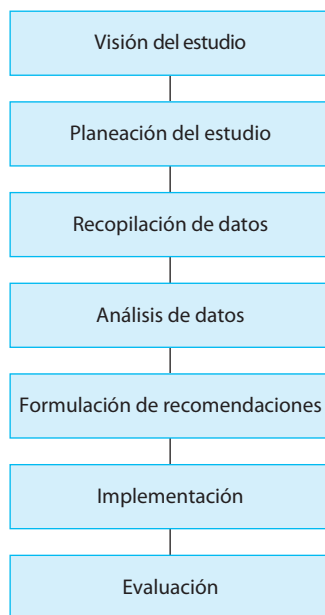 Visión del estudio
Planeación del estudio
Recopilación de datos
Análisis de datos
Formulación de recomendaciones
Implementación
Evaluación